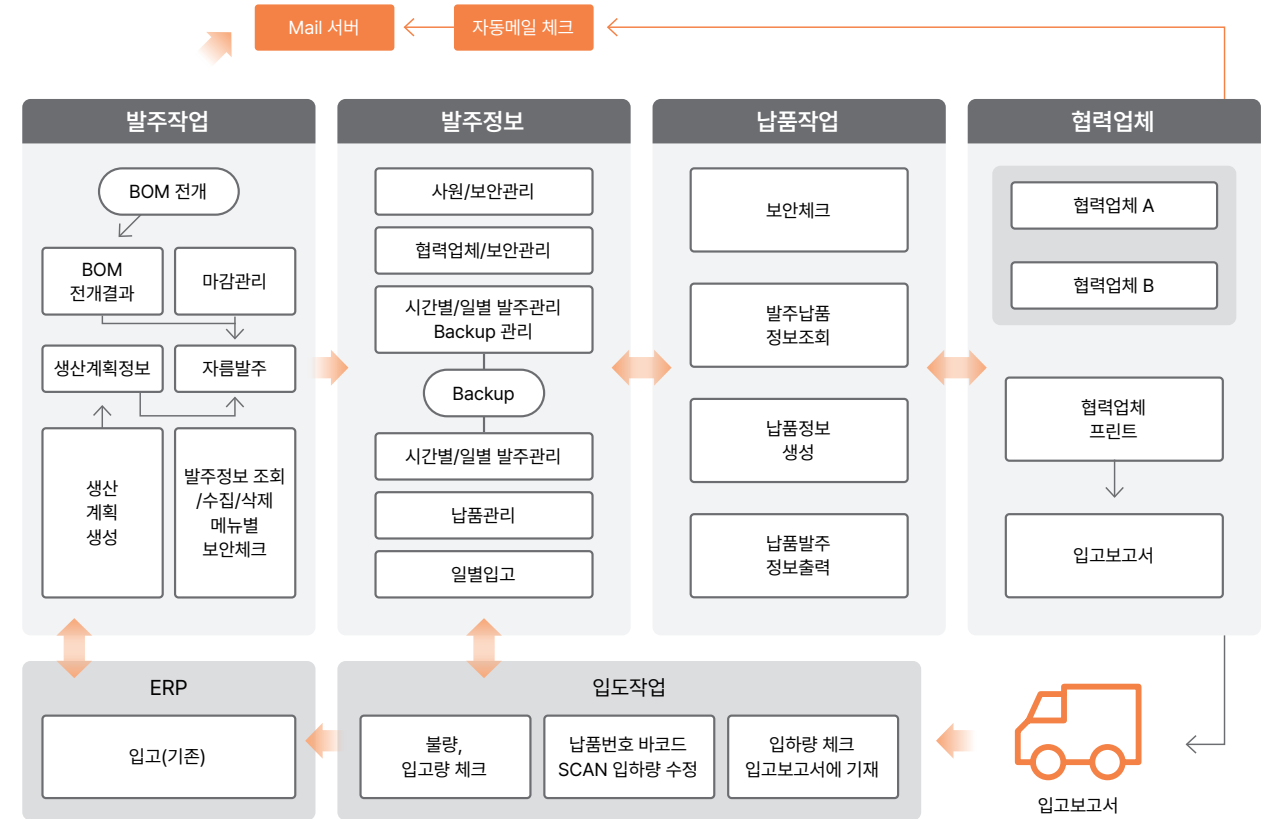 Mail 서버
자동메일 체크
발주작업
BOM 전개
BOM
전개결과
마감관리
생산계획정보
자름발주
생산
계획
생성
발주정보 조회
/수집/삭제
메뉴별
보안체크
발주정보
사원/보안관리
협력업체/보안관리
시간별/일별 발주관리
Backup 관리
Backup
시간별/일별 발주관리
납품관리
일별입고
납품작업
보안체크
발주납품
정보조회
납품정보
생성
납품발주
정보출력
협력업체
협력업체 A
협력업체 B
협력업체
프린트
입고보고서
ERP
입고(기존)
입도작업
불량,
입고량 체크
납품번호 바코드
SCAN 입하량 수정
입하량 체크
입고보고서에 기재
입고보고서